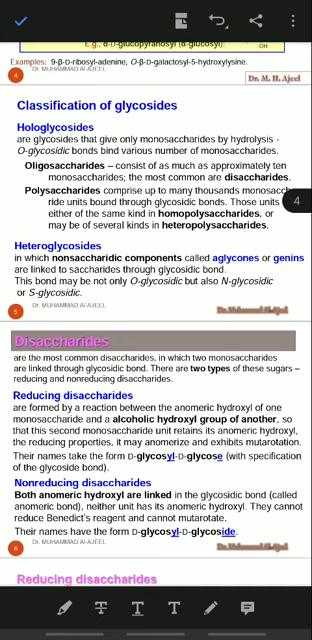 E.g., α-D-glucopyranosyl (α-glucosyl):
OH
Examples: 9-β-D-ribosyl-adenine, O-β-D-galactosyl-5-hydroxylysine.
4
Dr. MUHAMMAD Al-AJEEL
Dr. M. H. Ajeel
Classification of glycosides
Hologlycosides
are glycosides that give only monosaccharides by hydrolysis -
O-glycosidic bonds bind various number of monosaccharides.
Oligosaccharides – consist of as much as approximately ten
monosaccharides; the most common are disaccharides.
Polysaccharides comprise up to many thousands monosacch
ride units bound through glycosidic bonds. Those units
4
either of the same kind in homopolysaccharides, or
may be of several kinds in heteropolysaccharides.
Heteroglycosides
in which nonsaccharidic components called aglycones or genins
are linked to saccharides through glycosidic bond.
This bond may be not only O-glycosidic but also N-glycosidic
or S-glycosidic.
5
Dr. MUHAMMAD Al-AJEEL
Disaccharides
are the most common disaccharides, in which two monosaccharides
are linked through glycosidic bond. There are two types of these sugars –
reducing and nonreducing disaccharides.
Reducing disaccharides
are formed by a reaction between the anomeric hydroxyl of one
monosaccharide and a alcoholic hydroxyl group of another, so
that this second monosaccharide unit retains its anomeric hydroxyl,
the reducing properties, it may anomerize and exhibits mutarotation.
Their names take the form D-glycosyl-D-glycose (with specification
of the glycoside bond).
Nonreducing disaccharides
Both anomeric hydroxyl are linked in the glycosidic bond (called
anomeric bond), neither unit has its anomeric hydroxyl. They cannot
reduce Benedict's reagent and cannot mutarotate.
Their names have the form D-glycosyl-D-glycoside.
6
Dr. MUHAMMAD Al-AJEEL
Reducing disaccharides